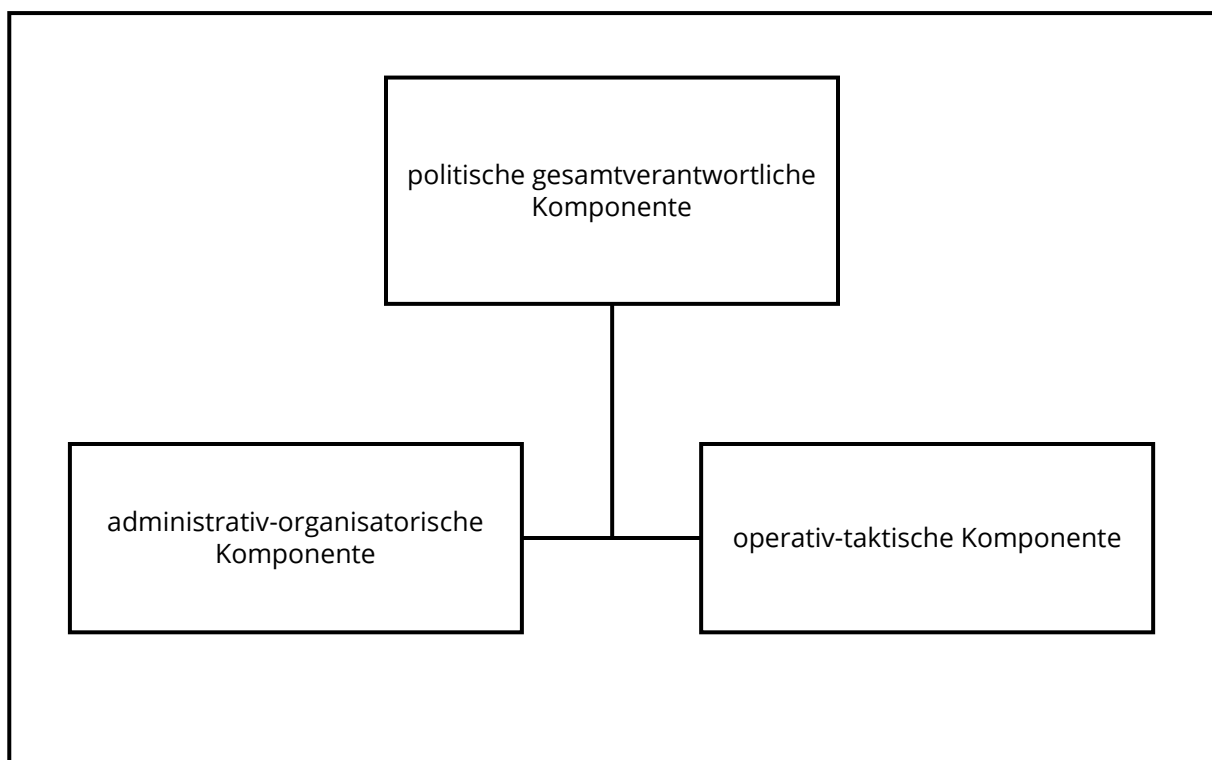 politische gesamtverantwortliche
Komponente
administrativ-organisatorische
Komponente
operativ-taktische Komponente